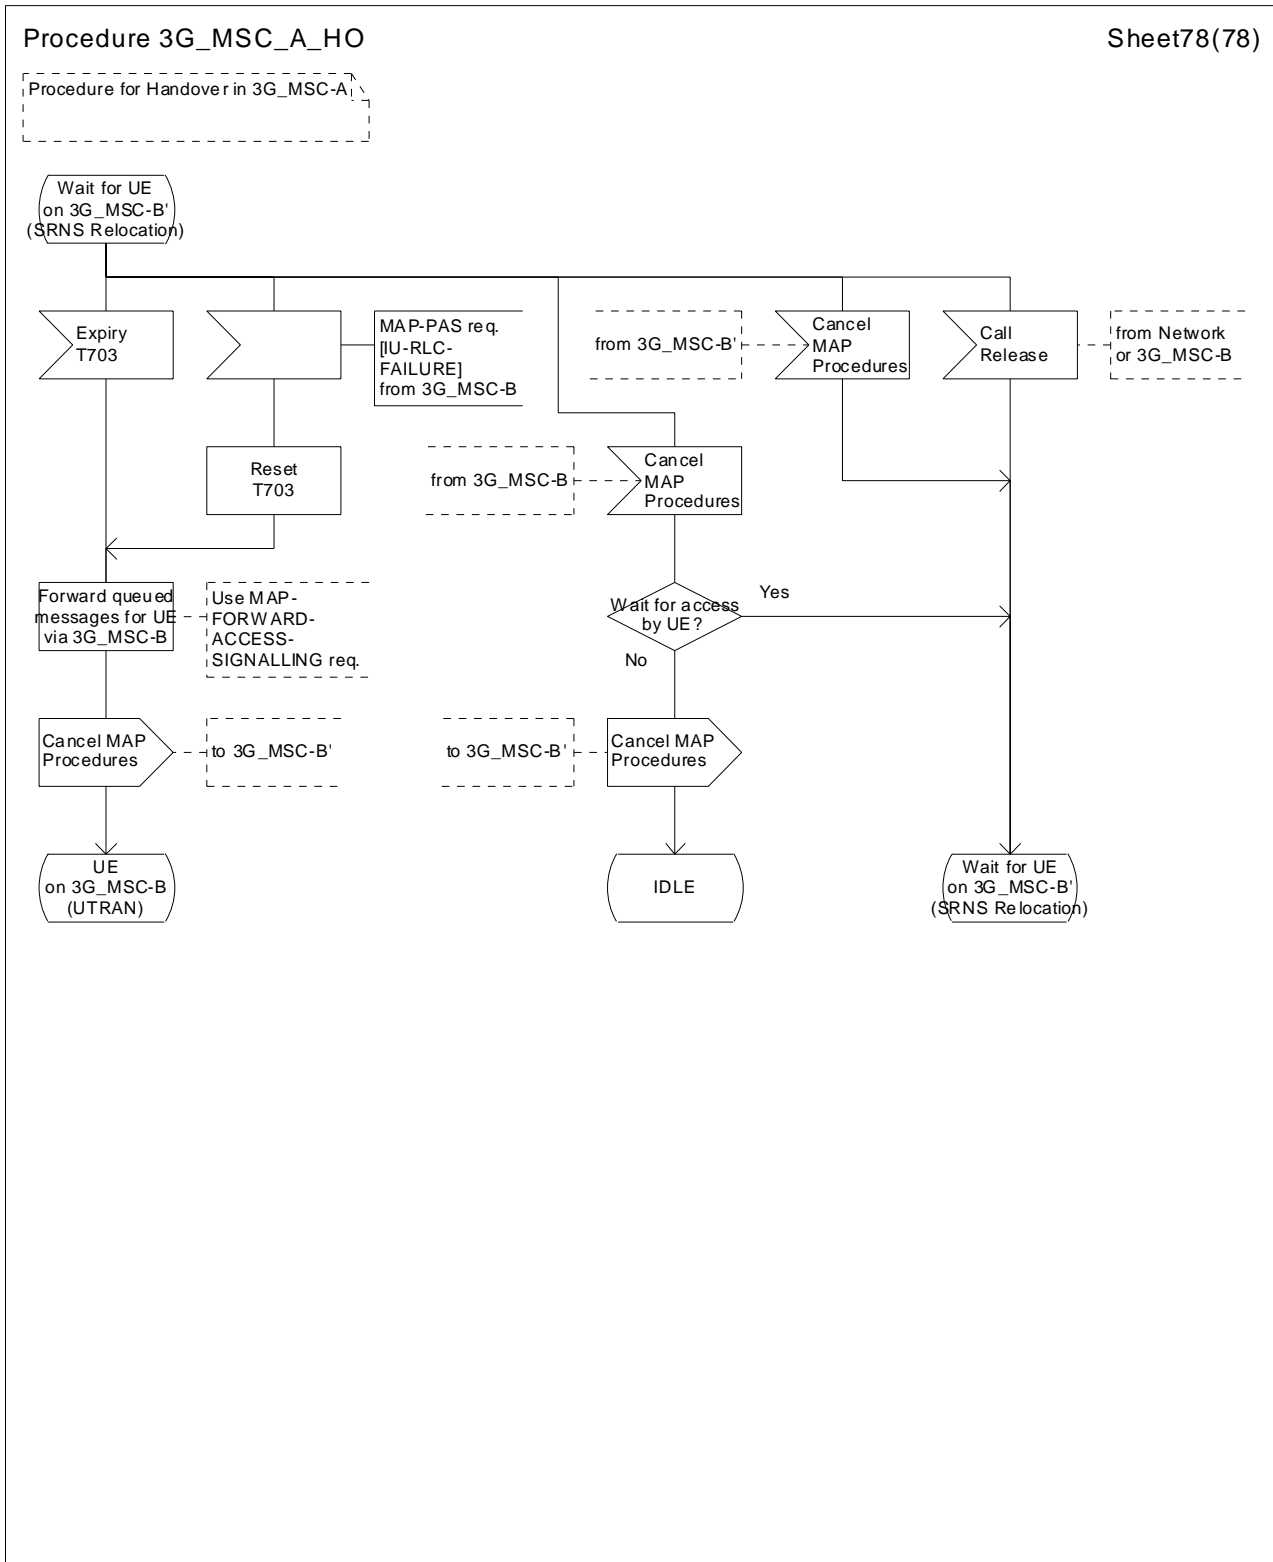 Procedure 3G_MSC_A_HO
Sheet78(78)
Procedure for Handover in 3G_MSC-A
Wait for UE
on 3G_MSC-B'
(SRNS Relocation)
Expiry
T703
MAP-PAS req.
[IU-RLC-
FAILURE]
from 3G_MSC-B
from 3G_MSC-B'
Cancel
MAP
Procedures
Call
Release
from Network
or 3G_MSC-B
Reset
T703
from 3G_MSC-B
Cancel
MAP
Procedures
Forward queued
messages for UE
via 3G_MSC-B
Use MAP-
FORWARD-
ACCESS-
SIGNALLING req.
Wait for access
by UE?
Yes
No
Cancel MAP
Procedures
to 3G_MSC-B'
to 3G_MSC-B'
Cancel MAP
Procedures
UE
on 3G_MSC-B
(UTRAN)
IDLE
Wait for UE
on 3G_MSC-B'
(SRNS Relocation)